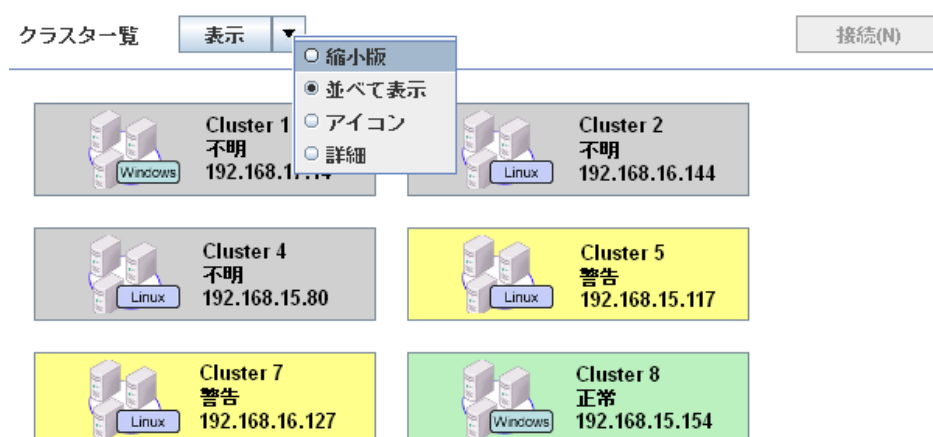 クラスター一覧
表示
接続(N)
縮小版
並べて表示
アイコン
詳細
Cluster 1
不明
Windows
Cluster 2
不明
192.168.16.144
Linux
Cluster 4
不明
192.168.15.80
Linux
Cluster 5
警告
192.168.15.117
Linux
Cluster 7
警告
192.168.16.127
Linux
Cluster 8
正常
192.168.15.154
Windows